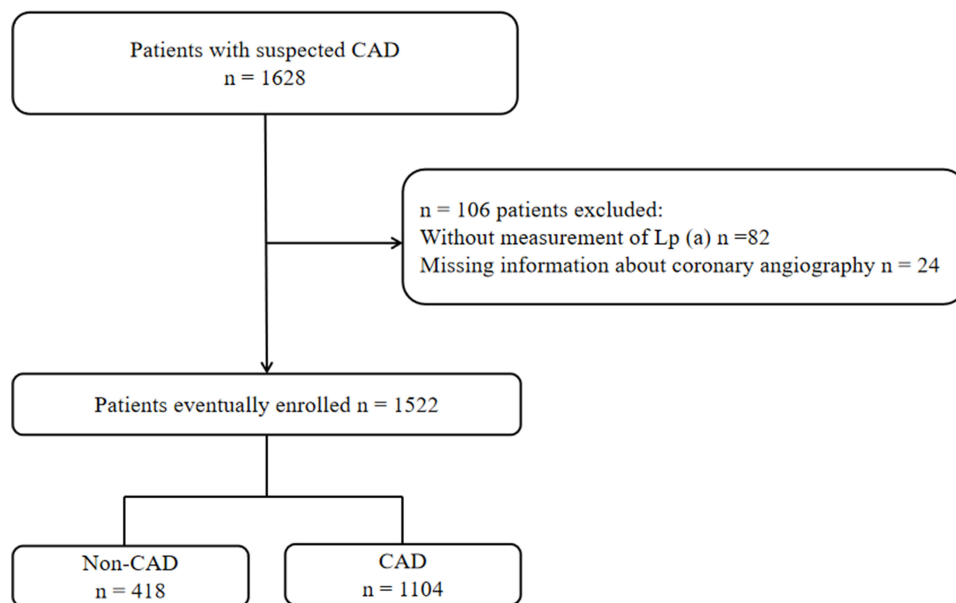 Patients with suspected CAD
n = 1628
n = 106 patients excluded:
Without measurement of Lp (a) n =82
Missing information about coronary angiography n = 24
Patients eventually enrolled n = 1522
Non-CAD
n = 418
CAD
n = 1104